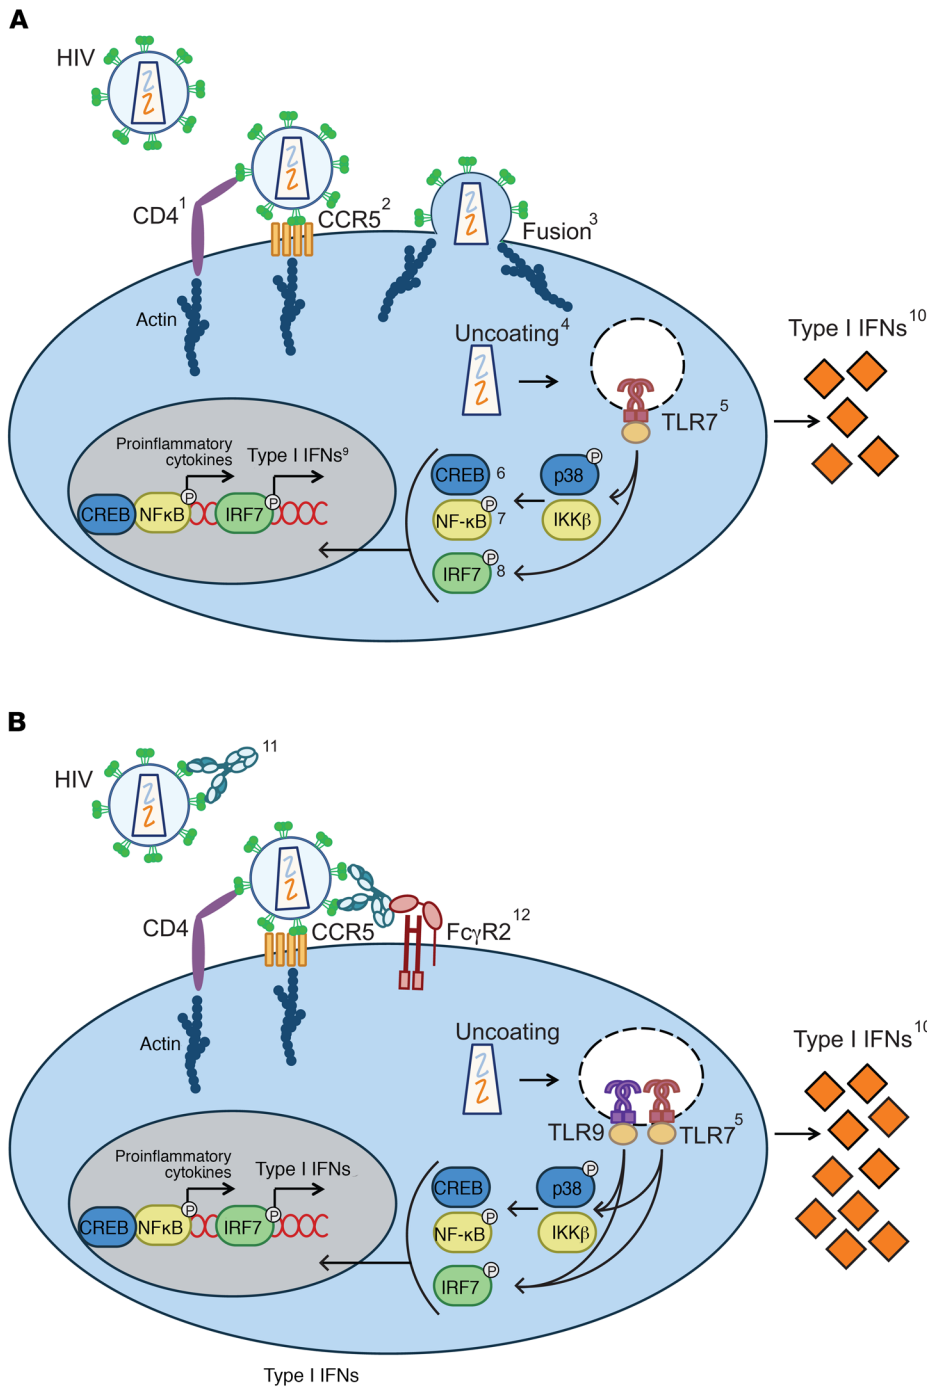 A
HIV
CD4¹
CCR5²
Fusion³
Actin
Uncoating⁴
Type I IFNs¹⁰
TLR7⁵
Proinflammatory
cytokines
Type I IFNs⁹
P
P
CREB
NFκB
IRF7
CREB
6
P
p38
P
NF-κB
7
IKKβ
P
IRF7
8
B
HIV
11
CD4
CCR5
FcγR2¹²
Actin
Uncoating
Type I IFNs¹⁰
TLR9
TLR7⁵
Proinflammatory
cytokines
Type I IFNs
P
P
CREB
NFκB
IRF7
CREB
P
p38
P
NF-κB
IKKβ
P
IRF7
Type I IFNs